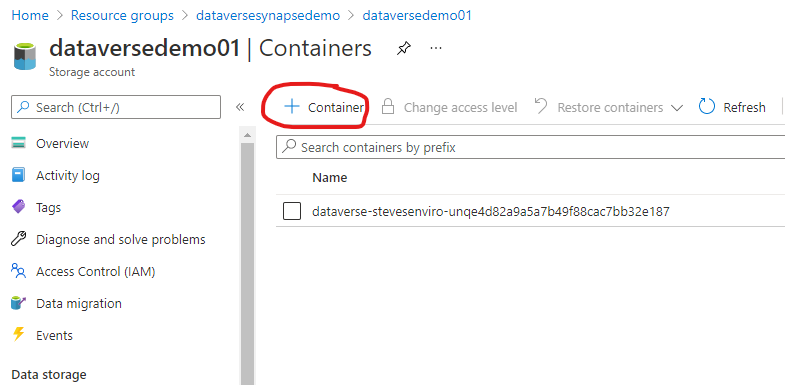 Home > Resource groups > dataversesynapsedemo > dataversedemo01
dataversedemo01 | Containers
Storage account
Search (Ctrl+/)
Overview
Activity log
Tags
Diagnose and solve problems
Access Control (IAM)
Data migration
Events
Data storage
+ Container Change access level Restore containers Refresh
Search containers by prefix
Name
dataverse-stevesenviro-unqe4d82a9a5a7b49f88cac7bb32e187